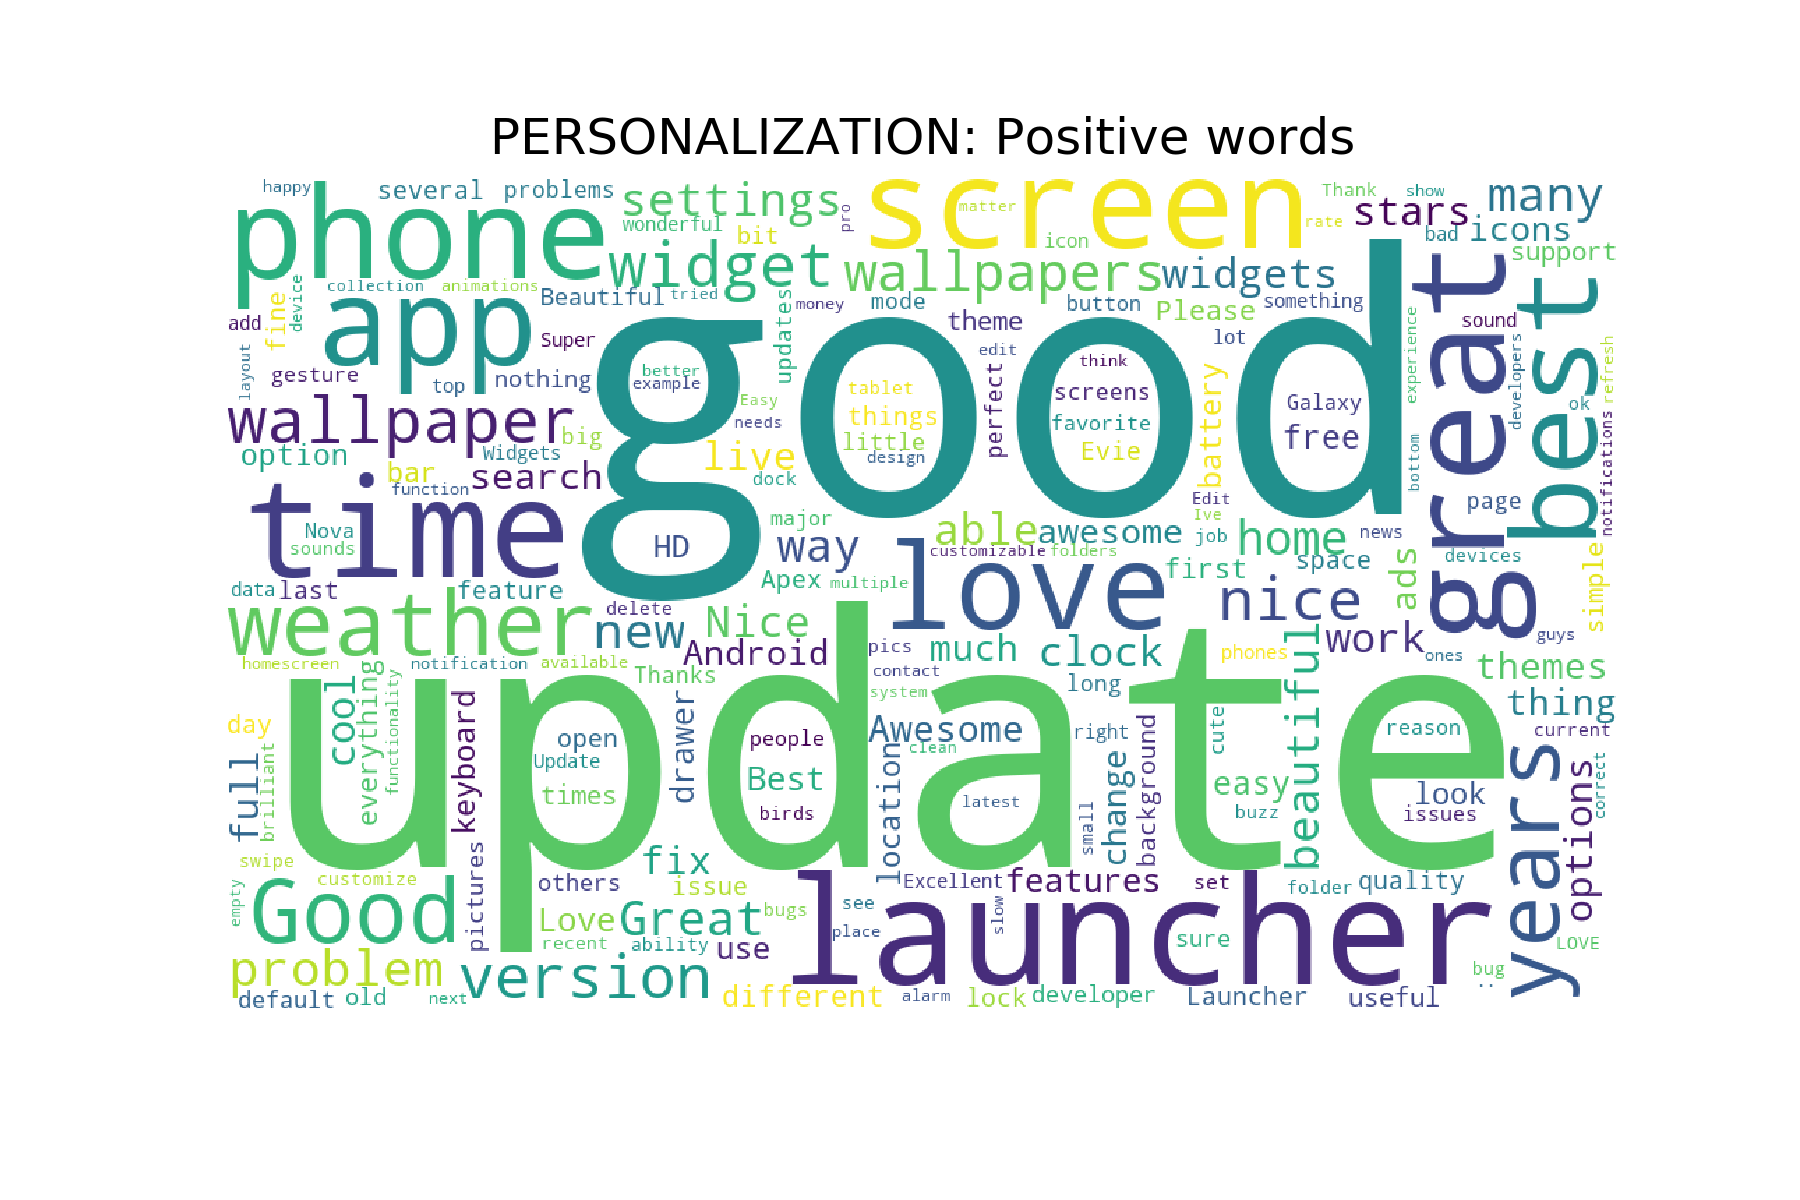 PERSONALIZATION: Positive words
happy
several
problems
settings
screen
Thank
show
many
phone
wonderful
bit
pro
matter
rate
stars
bad
icons
icon
support
widget
wallpapers
widgets
fine
device
collection
animations
Beautiful
tried
updates
money
mode
button
Please
something
great
best
add
app
Super
good
theme
lot
sound
experience
developers
refresh
layout
gesture
top
nothing
better
example
edit
think
tablet
perfect
screens
Galaxy
ok
wallpaper
big
Easy
needs
things
favorite
free
notifications
option
Widgets
live
little
design
Evie
battery
bottom
bar
search
function
dock
time
Edit
page
Nova
sounds
HD
major
way
able
awesome
Ive
job
home
news
customizable
folders
devices
data
last
feature
Apex
multiple
love
first
space
ads
simple
weather
delete
new
Nice
nice
work
guys
Android
pics
much
clock
phones
ones
themes
homescreen
notification
available
Thanks
contact
system
long
beautiful
thing
cool
everything
functionality
keyboard
drawer
update
day
open
Update
people
Awesome
clean
right
cute
reason
current
full
brilliant
times
Best
birds
location
latest
small
change
background
easy
buzz
look
issues
years
options
correct
swipe
customize
pictures
fix
issue
others
Excellent
features
set
folder
quality
empty
Good
Love
Great
bugs
see
place
slow
launcher
recent
ability
use
sure
LOVE
problem
version
bug
..
default
old
next
different
alarm
lock
developer
Launcher
useful